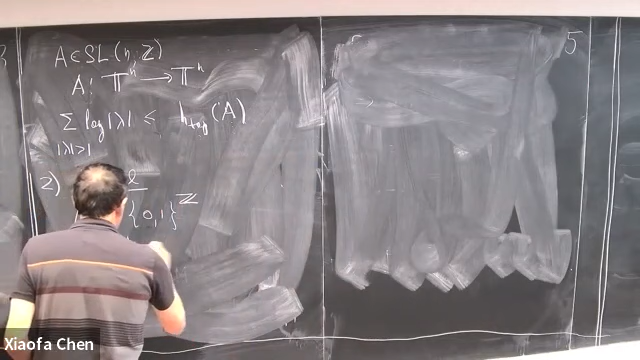 A∈SL(n,ℤ)
A: 𝕋ⁿ → 𝕋ⁿ
∑ log|λ| ≤ h_top(A)
|λ|>1
2)
{0,1}^ℤ
5
Xiaofa Chen